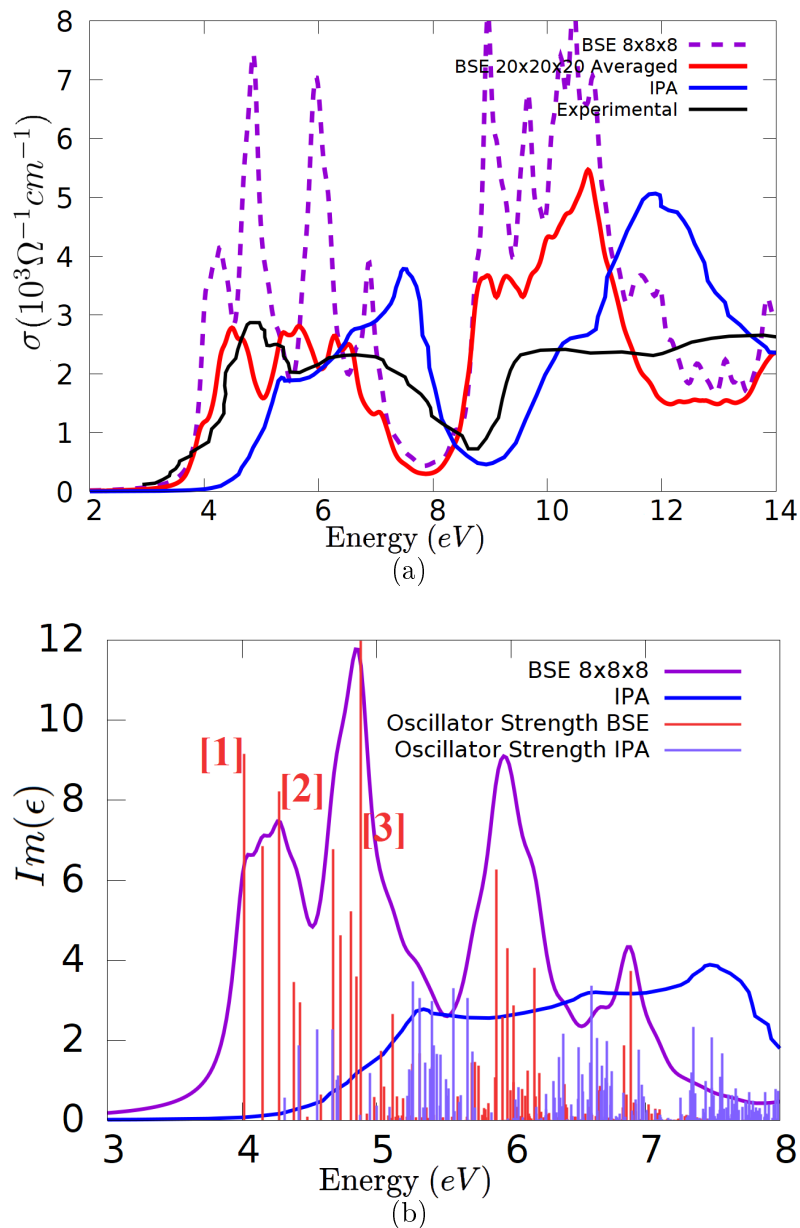 8
7
6
5
4
3
2
1
0
σ(10³Ω⁻¹cm⁻¹)
BSE 8x8x8
BSE 20x20x20 Averaged
IPA
Experimental
2 4 6 8 10 12 14
Energy (eV)
(a)
12
10
8
6
4
2
0
Im(ϵ)
BSE 8x8x8
IPA
Oscillator Strength BSE
Oscillator Strength IPA
[1]
[2]
[3]
3 4 5 6 7 8
Energy (eV)
(b)